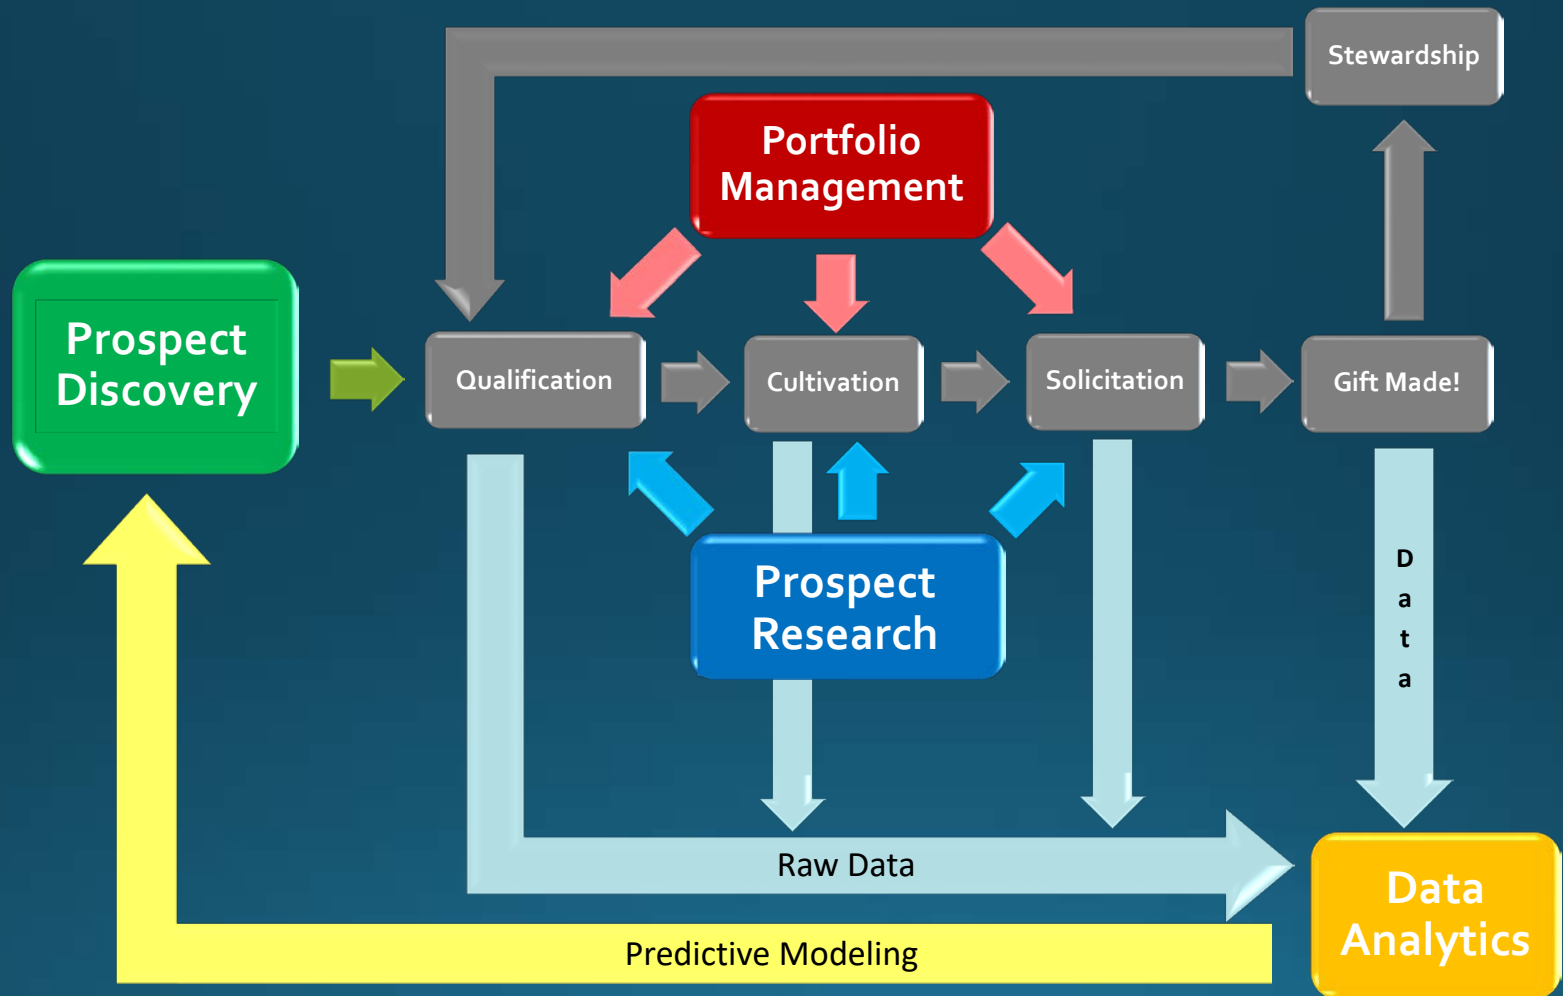 Stewardship
Portfolio
Management
Prospect
Discovery
Qualification
Cultivation
Solicitation
Gift Made!
Prospect
Research
D
a
t
a
Raw Data
Data
Analytics
Predictive Modeling